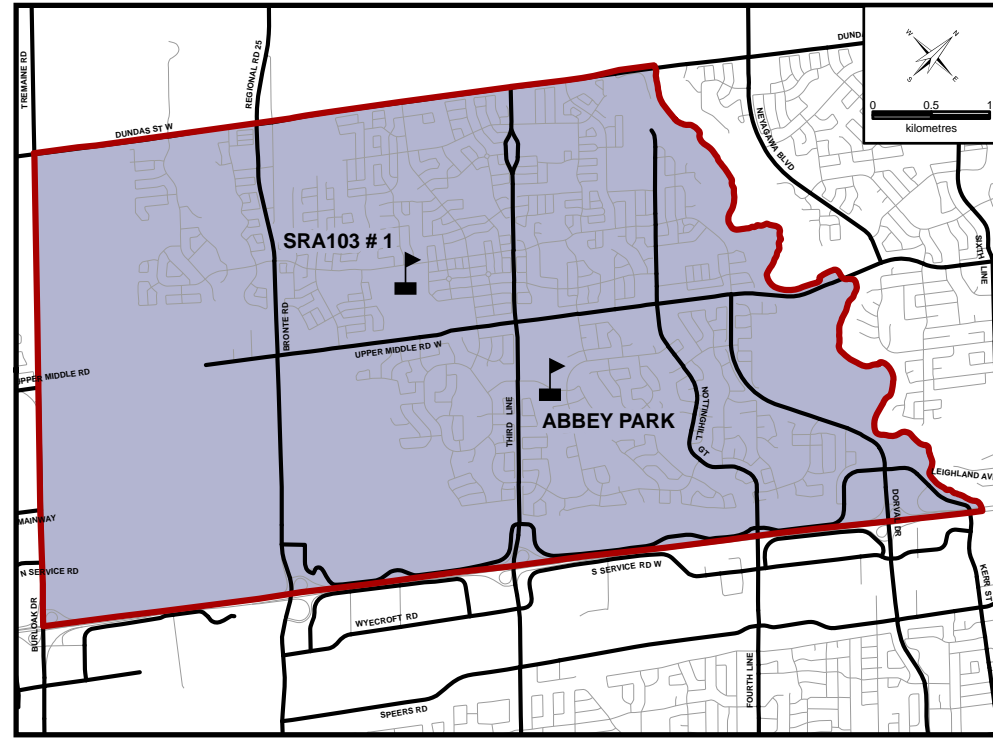 TREMAINE RD
REGIONAL RD 25
DUNDAS ST W
W
N
S
E
0
0.5
1
kilometres
NEYAGAWA BLVD
SIXTH LINE
SRA103 # 1
BRONTE RD
UPPER MIDDLE RD W
UPPER MIDDLE RD
THIRD LINE
ABBEY PARK
NOTTINGHILL GT
LEIGHLAND AV
DORVAL DR
MAINWAY
N SERVICE RD
BURLOAK DR
S SERVICE RD W
WYECROFT RD
KERR ST
FOURTH LINE
SPEERS RD